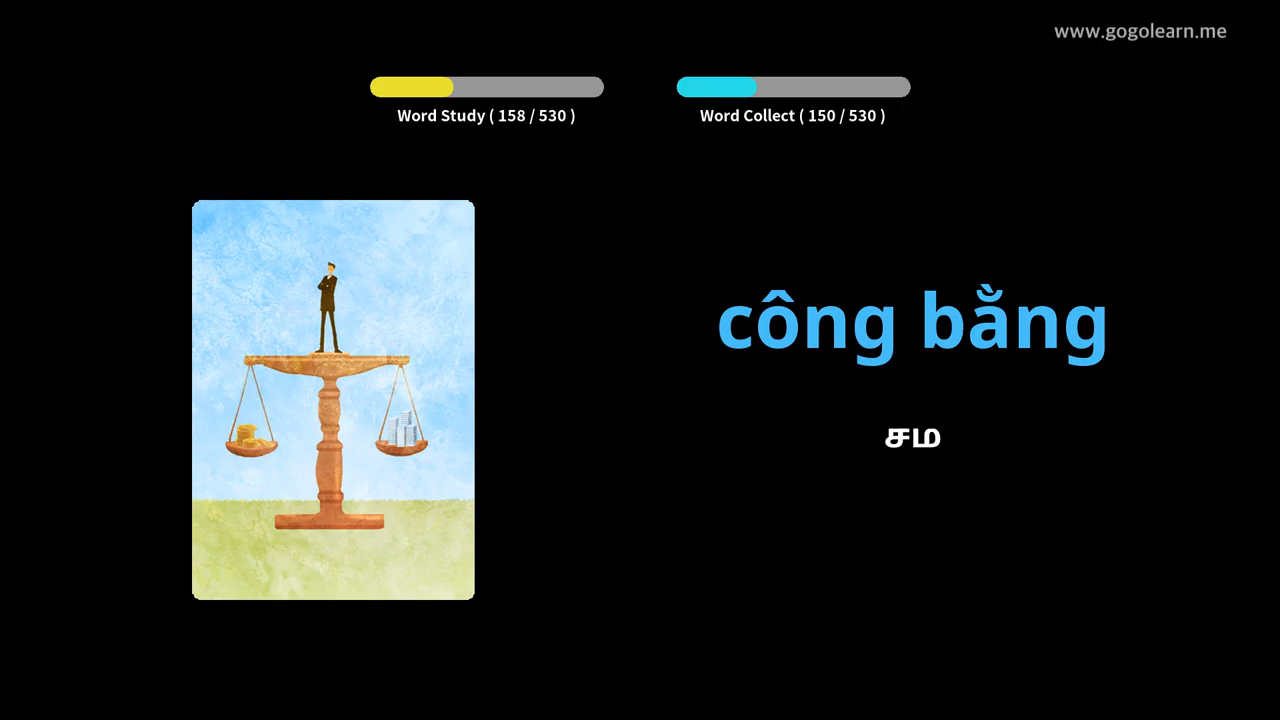 www.gogolearn.me
Word Study ( 158 / 530 )
Word Collect ( 150 / 530 )
công bằng
சம